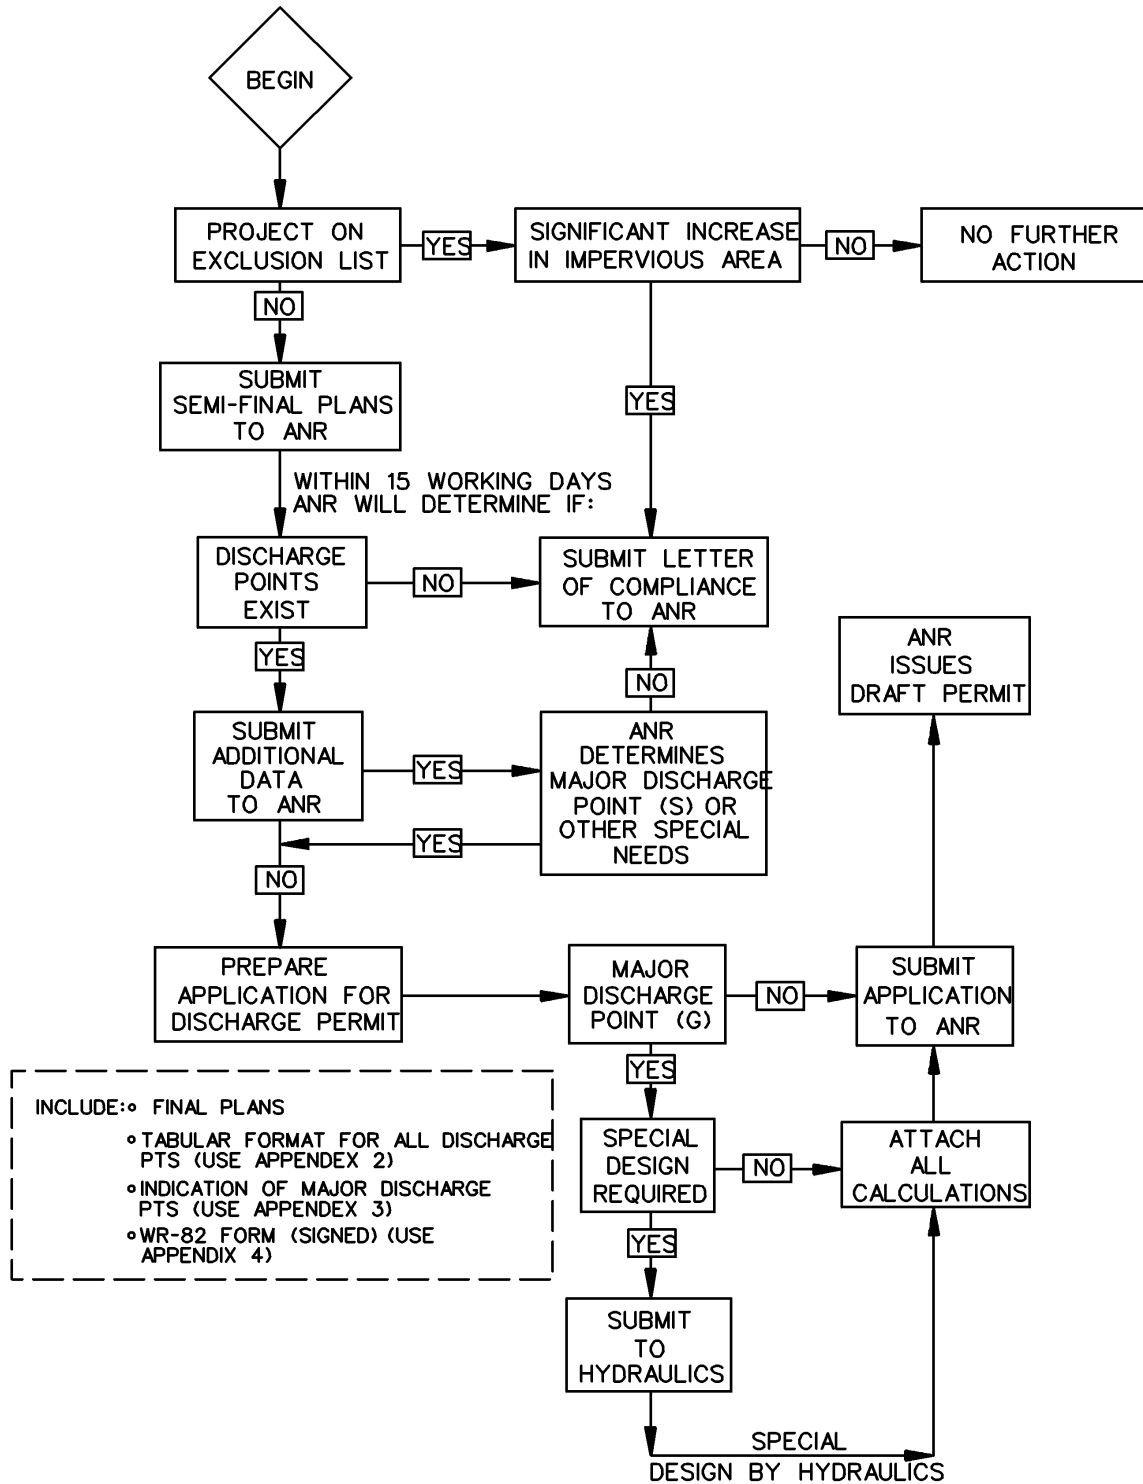 BEGIN
PROJECT ON
EXCLUSION LIST
YES
SIGNIFICANT INCREASE
IN IMPERVIOUS AREA
NO
NO FURTHER
ACTION
NO
SUBMIT
SEMI-FINAL PLANS
TO ANR
YES
WITHIN 15 WORKING DAYS
ANR WILL DETERMINE IF:
DISCHARGE
POINTS
EXIST
NO
SUBMIT LETTER
OF COMPLIANCE
TO ANR
YES
NO
ANR
ISSUES
DRAFT PERMIT
SUBMIT
ADDITIONAL
DATA
TO ANR
YES
ANR
DETERMINES
MAJOR DISCHARGE
POINT (S) OR
OTHER SPECIAL
NEEDS
YES
NO
PREPARE
APPLICATION FOR
DISCHARGE PERMIT
MAJOR
DISCHARGE
POINT (G)
NO
SUBMIT
APPLICATION
TO ANR
YES
INCLUDE:° FINAL PLANS
° TABULAR FORMAT FOR ALL DISCHARGE
PTS (USE APPENDEX 2)
° INDICATION OF MAJOR DISCHARGE
PTS (USE APPENDEX 3)
° WR-82 FORM (SIGNED) (USE
APPENDIX 4)
SPECIAL
DESIGN
REQUIRED
NO
ATTACH
ALL
CALCULATIONS
YES
SUBMIT
TO
HYDRAULICS
SPECIAL
DESIGN BY HYDRAULICS